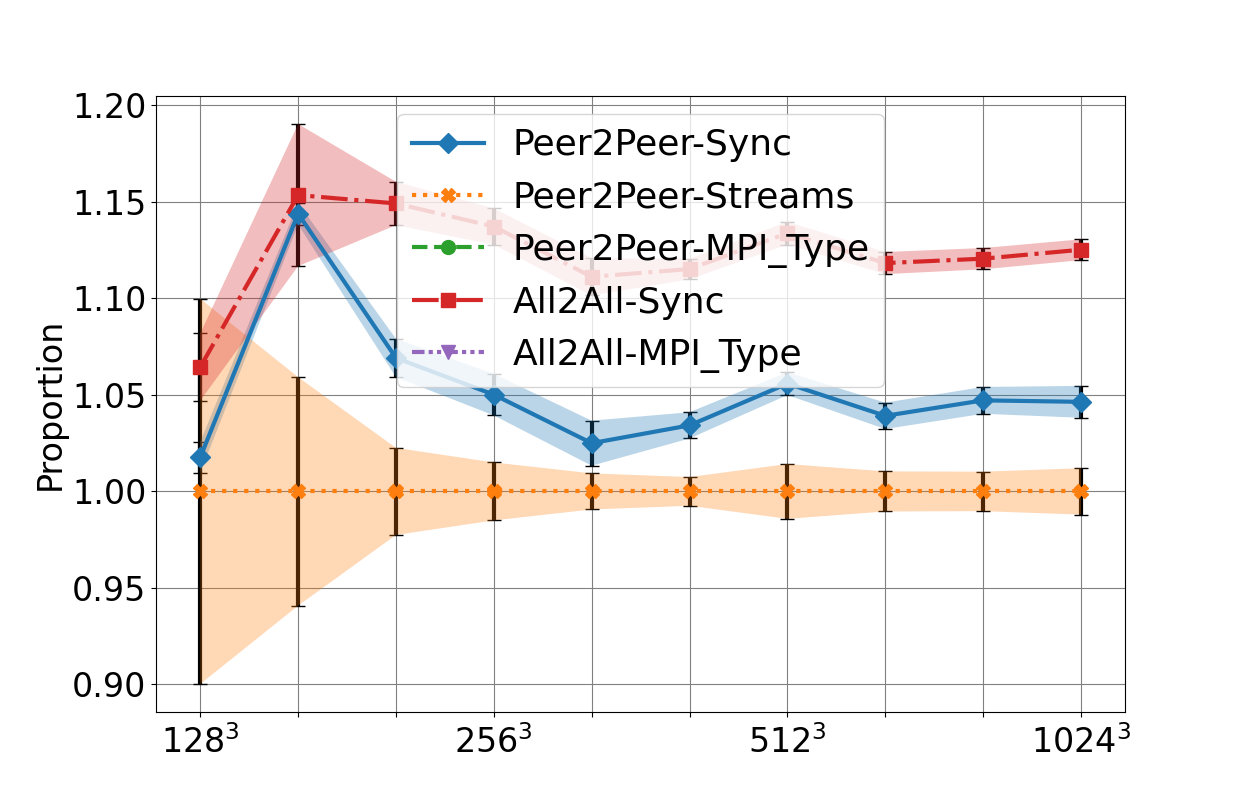 1.20
1.15
1.10
1.05
1.00
0.95
0.90
Proportion
Peer2Peer-Sync
Peer2Peer-Streams
Peer2Peer-MPI_Type
All2All-Sync
All2All-MPI_Type
128³ 256³ 512³ 1024³